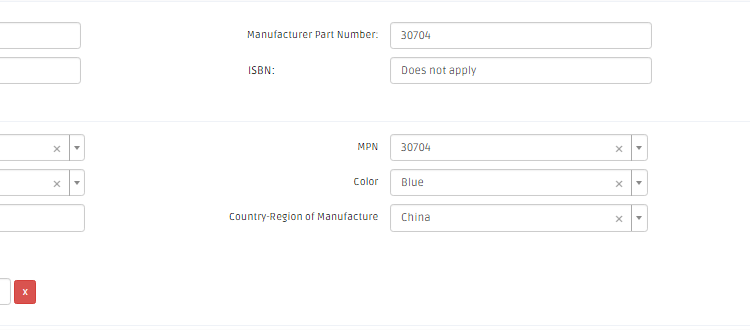 Manufacturer Part Number: 30704
ISBN: Does not apply
× MPN 30704 ×
× Color Blue ×
Country-Region of Manufacture China ×
x